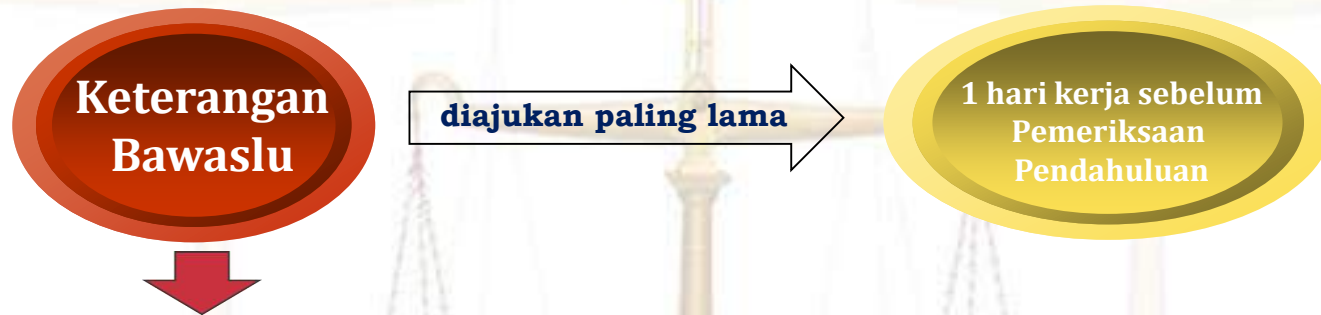 Keterangan
Bawaslu
diajukan paling lama
1 hari kerja sebelum
Pemeriksaan
Pendahuluan